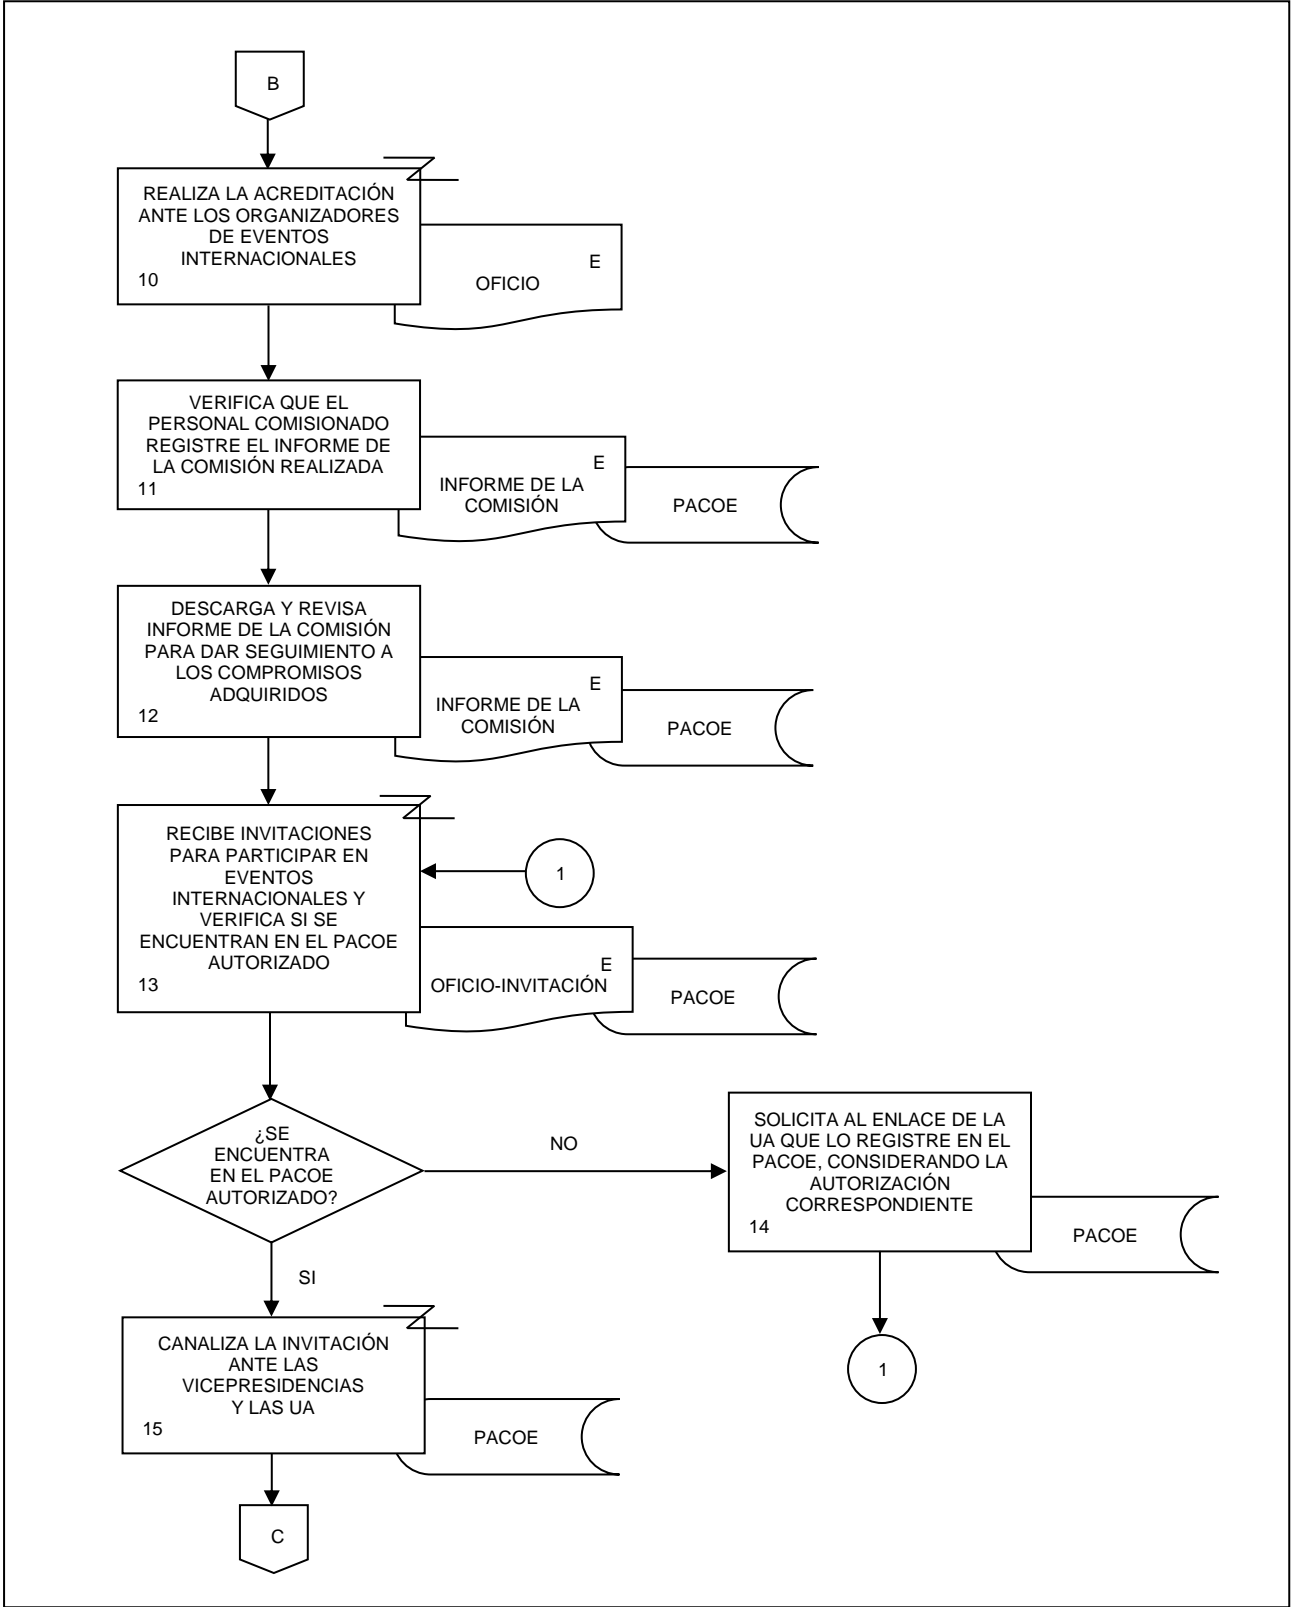 B
REALIZA LA ACREDITACIÓN
ANTE LOS ORGANIZADORES
DE EVENTOS
INTERNACIONALES
10
E
OFICIO
VERIFICA QUE EL
PERSONAL COMISIONADO
REGISTRE EL INFORME DE
LA COMISIÓN REALIZADA
11
E
INFORME DE LA
COMISIÓN
PACOE
DESCARGA Y REVISA
INFORME DE LA COMISIÓN
PARA DAR SEGUIMIENTO A
LOS COMPROMISOS
ADQUIRIDOS
12
E
INFORME DE LA
COMISIÓN
PACOE
RECIBE INVITACIONES
PARA PARTICIPAR EN
EVENTOS
INTERNACIONALES Y
VERIFICA SI SE
ENCUENTRAN EN EL PACOE
AUTORIZADO
13
1
E
OFICIO-INVITACIÓN
PACOE
¿SE
ENCUENTRA
EN EL PACOE
AUTORIZADO?
NO
SOLICITA AL ENLACE DE LA
UA QUE LO REGISTRE EN EL
PACOE, CONSIDERANDO LA
AUTORIZACIÓN
CORRESPONDIENTE
14
PACOE
1
SI
CANALIZA LA INVITACIÓN
ANTE LAS
VICEPRESIDENCIAS
Y LAS UA
15
PACOE
C